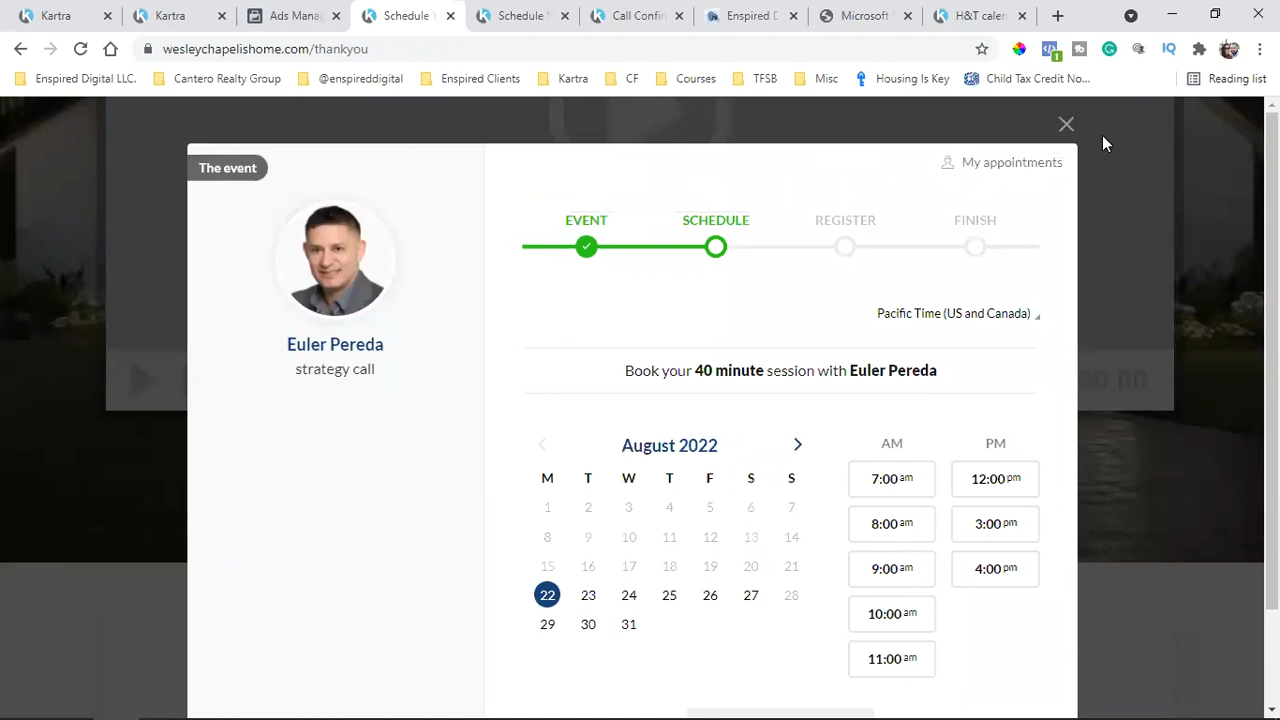 Kartra
Kartra
Ads Manag
Schedule Y
Schedule Y
Call Confir
Enspired D
Microsoft
H&T calen
wesleychapelishome.com/thankyou
1
Enspired Digital LLC.
Cantero Realty Group
@enspireddigital
Enspired Clients
Kartra
CF
Courses
TFSB
Misc
Housing Is Key
Child Tax Credit No...
Reading list
The event
My appointments
EVENT SCHEDULE REGISTER FINISH
Pacific Time (US and Canada)
Euler Pereda
strategy call
Book your 40 minute session with Euler Pereda
August 2022
M T W T F S S
1 2 3 4 5 6 7
8 9 10 11 12 13 14
15 16 17 18 19 20 21
22 23 24 25 26 27 28
29 30 31
AM PM
7:00 am 12:00 pm
8:00 am 3:00 pm
9:00 am 4:00 pm
10:00 am
11:00 am